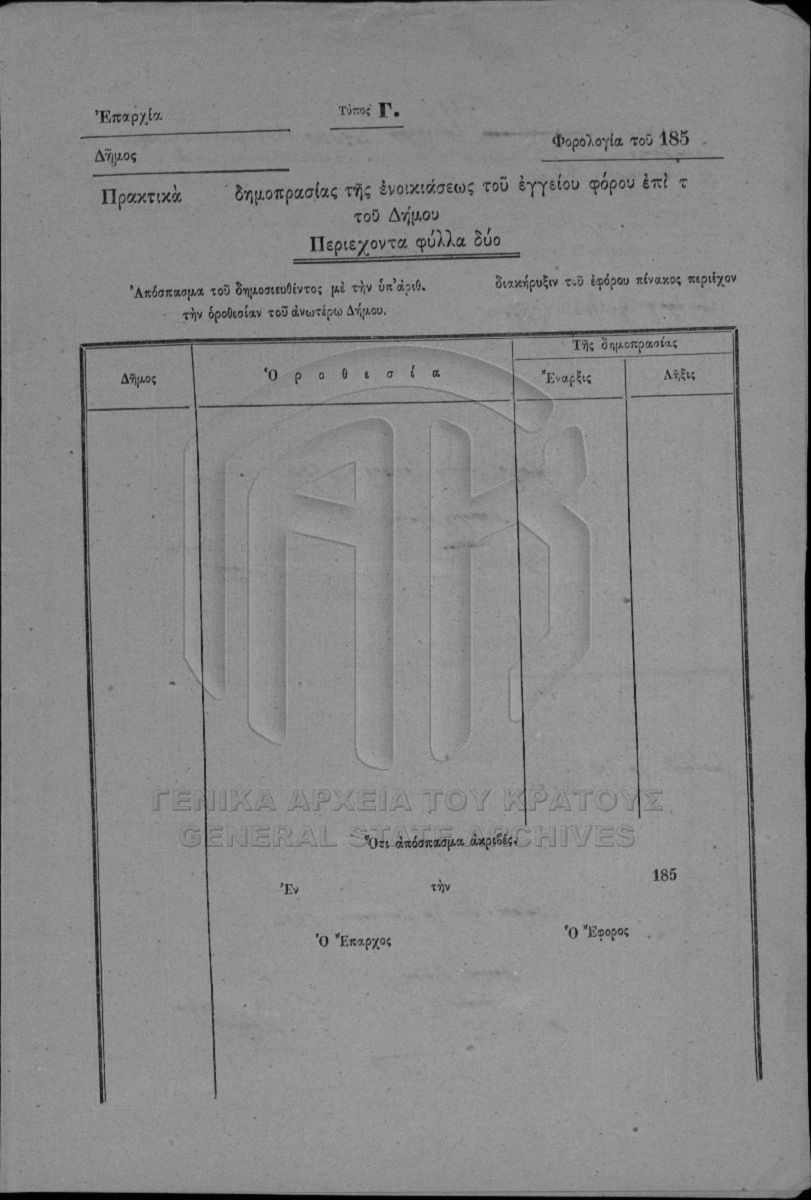 Ἐπαρχία
Τύπος Γ.
Φορολογία τοῦ 185
Δῆμος
Πρακτικὰ δημοπρασίας τῆς ἐνοικιάσεως τοῦ ἐγγείου φόρου ἐπὶ τ
τοῦ Δήμου
Περιεχοντα φύλλα δύο
Ἀπόσπασμα τοῦ δημοσιευθέντος μὲ τὴν ὑπ' ἀριθ. διακήρυξιν τοῦ ἐφόρου πίνακος περιέχον
τὴν ὁροθεσίαν τοῦ ἀνωτέρω Δήμου.
Τῆς δημοπρασίας
Δῆμος Ὁροθεσία Ἔναρξις Λῆξις
ΓΕΝΙΚΑ ΑΡΧΕΙΑ ΤΟΥ ΚΡΑΤΟΥΣ
GENERAL STATE ARCHIVES
Ὅτι ἀπόσπασμα ἀκριβές.
Ἐν τὴν 185
Ὁ Ἔπαρχος Ὁ Ἔφορος